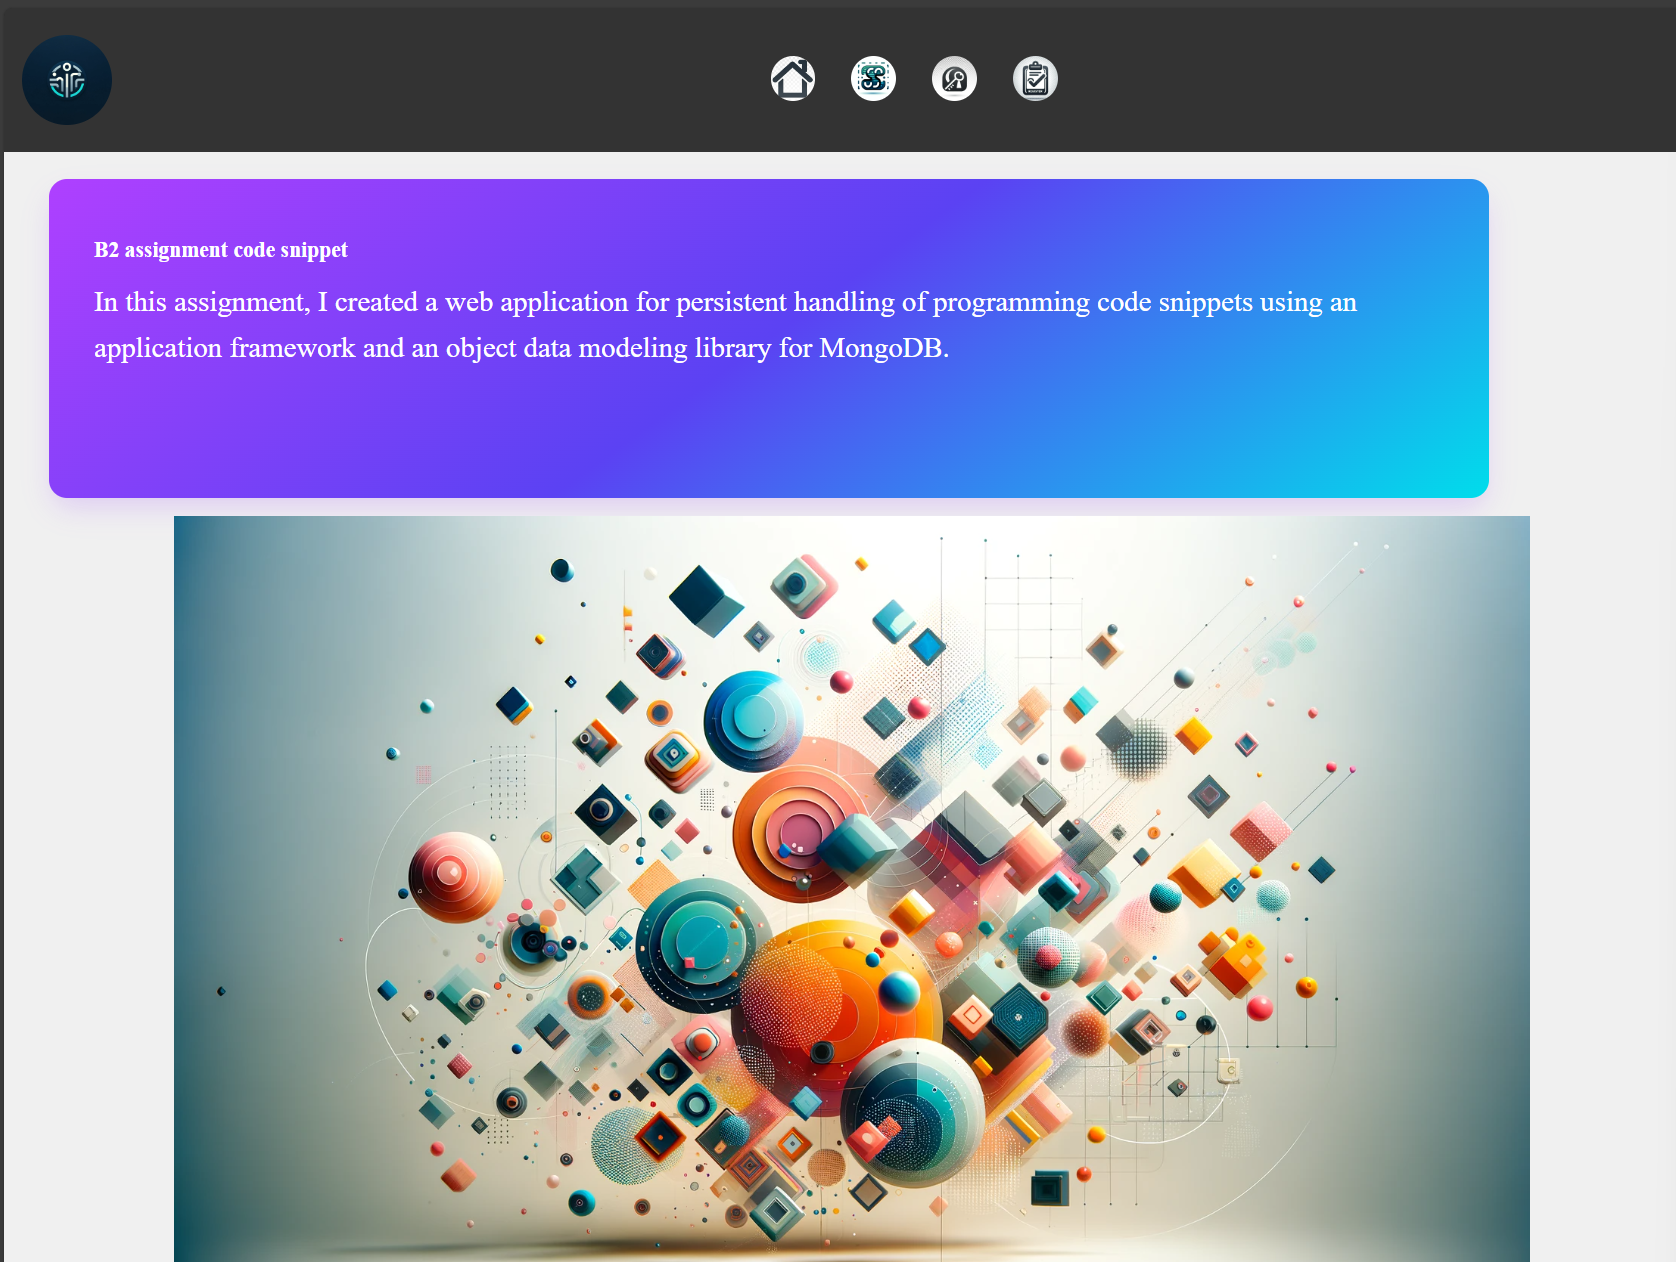 B2 assignment code snippet
In this assignment, I created a web application for persistent handling of programming code snippets using an
application framework and an object data modeling library for MongoDB.